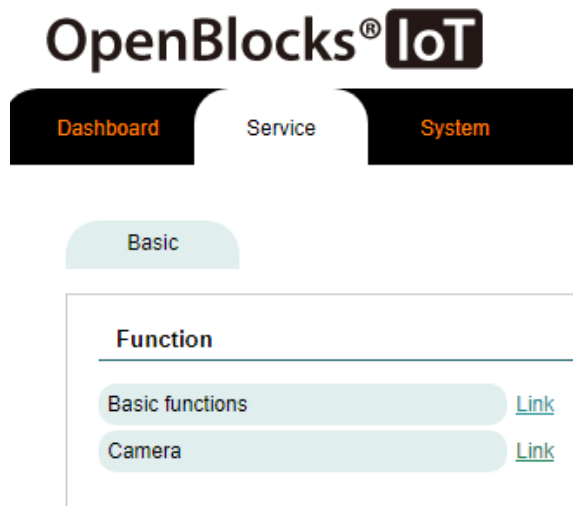 OpenBlocks® IoT
Dashboard Service System
Basic
Function
Basic functions Link
Camera Link